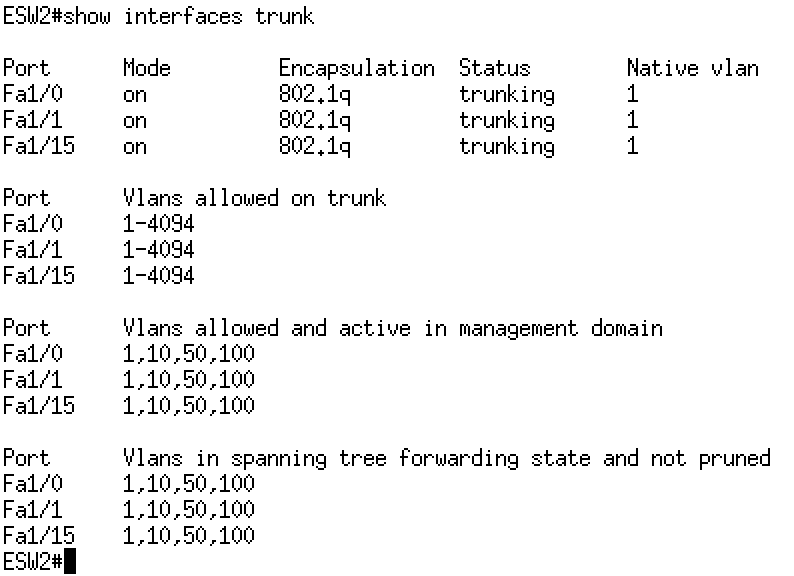 ESW2#show interfaces trunk
Port Mode Encapsulation Status Native vlan
Fa1/0 on 802.1q trunking 1
Fa1/1 on 802.1q trunking 1
Fa1/15 on 802.1q trunking 1
Port Vlans allowed on trunk
Fa1/0 1-4094
Fa1/1 1-4094
Fa1/15 1-4094
Port Vlans allowed and active in management domain
Fa1/0 1,10,50,100
Fa1/1 1,10,50,100
Fa1/15 1,10,50,100
Port Vlans in spanning tree forwarding state and not pruned
Fa1/0 1,10,50,100
Fa1/1 1,10,50,100
Fa1/15 1,10,50,100
ESW2#